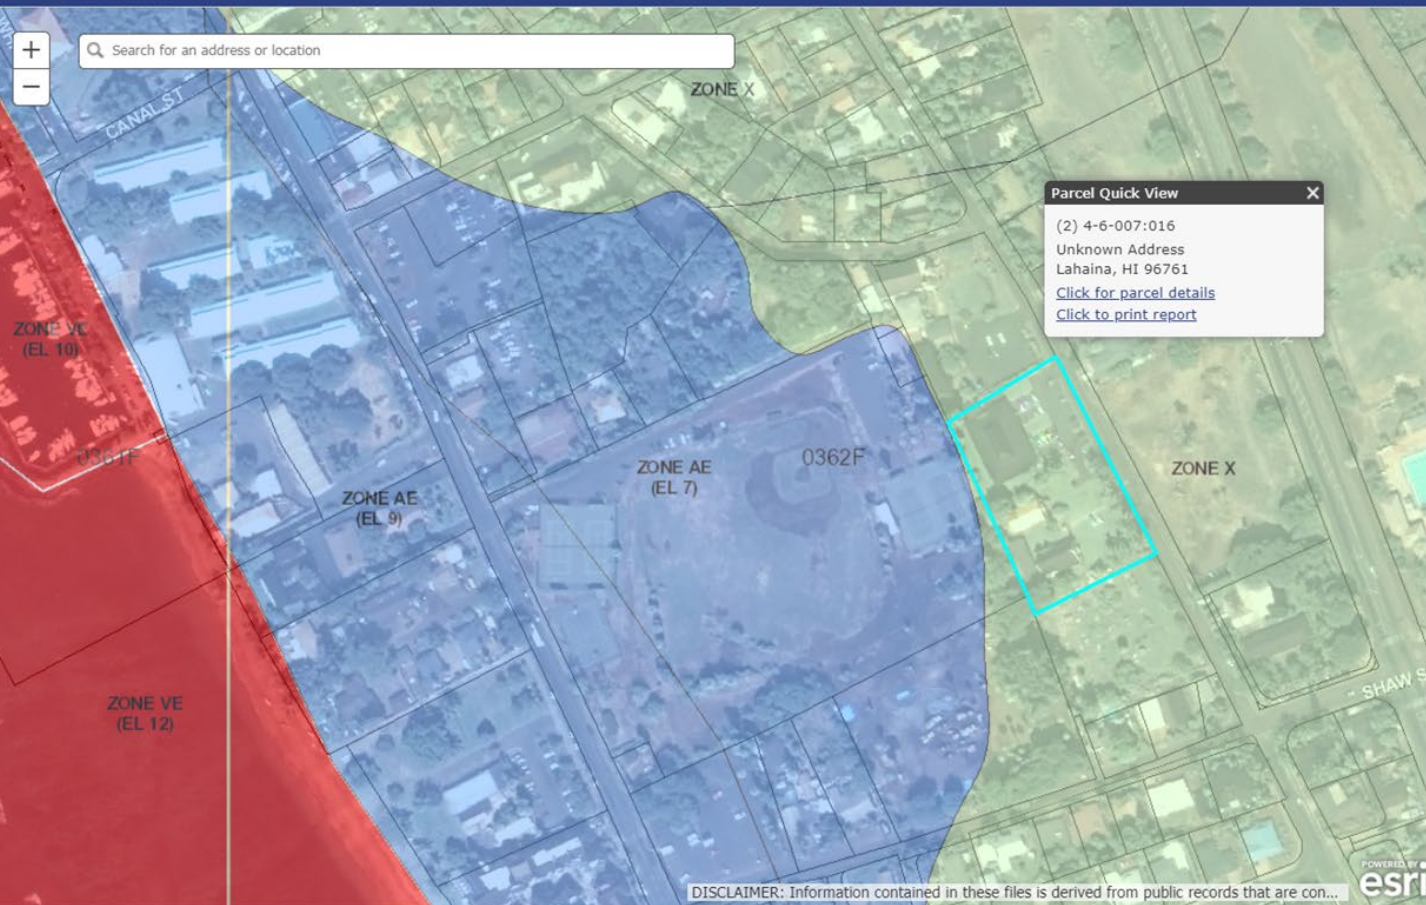 +
Search for an address or location
−
ZONE X
CANAL ST
Parcel Quick View
(2) 4-6-007:016
Unknown Address
Lahaina, HI 96761
Click for parcel details
Click to print report
ZONE VE
(EL 10)
0361F
ZONE AE
(EL 9)
ZONE AE
(EL 7)
0362F
ZONE X
ZONE VE
(EL 12)
SHAW S
DISCLAIMER: Information contained in these files is derived from public records that are con...
POWERED BY
esri